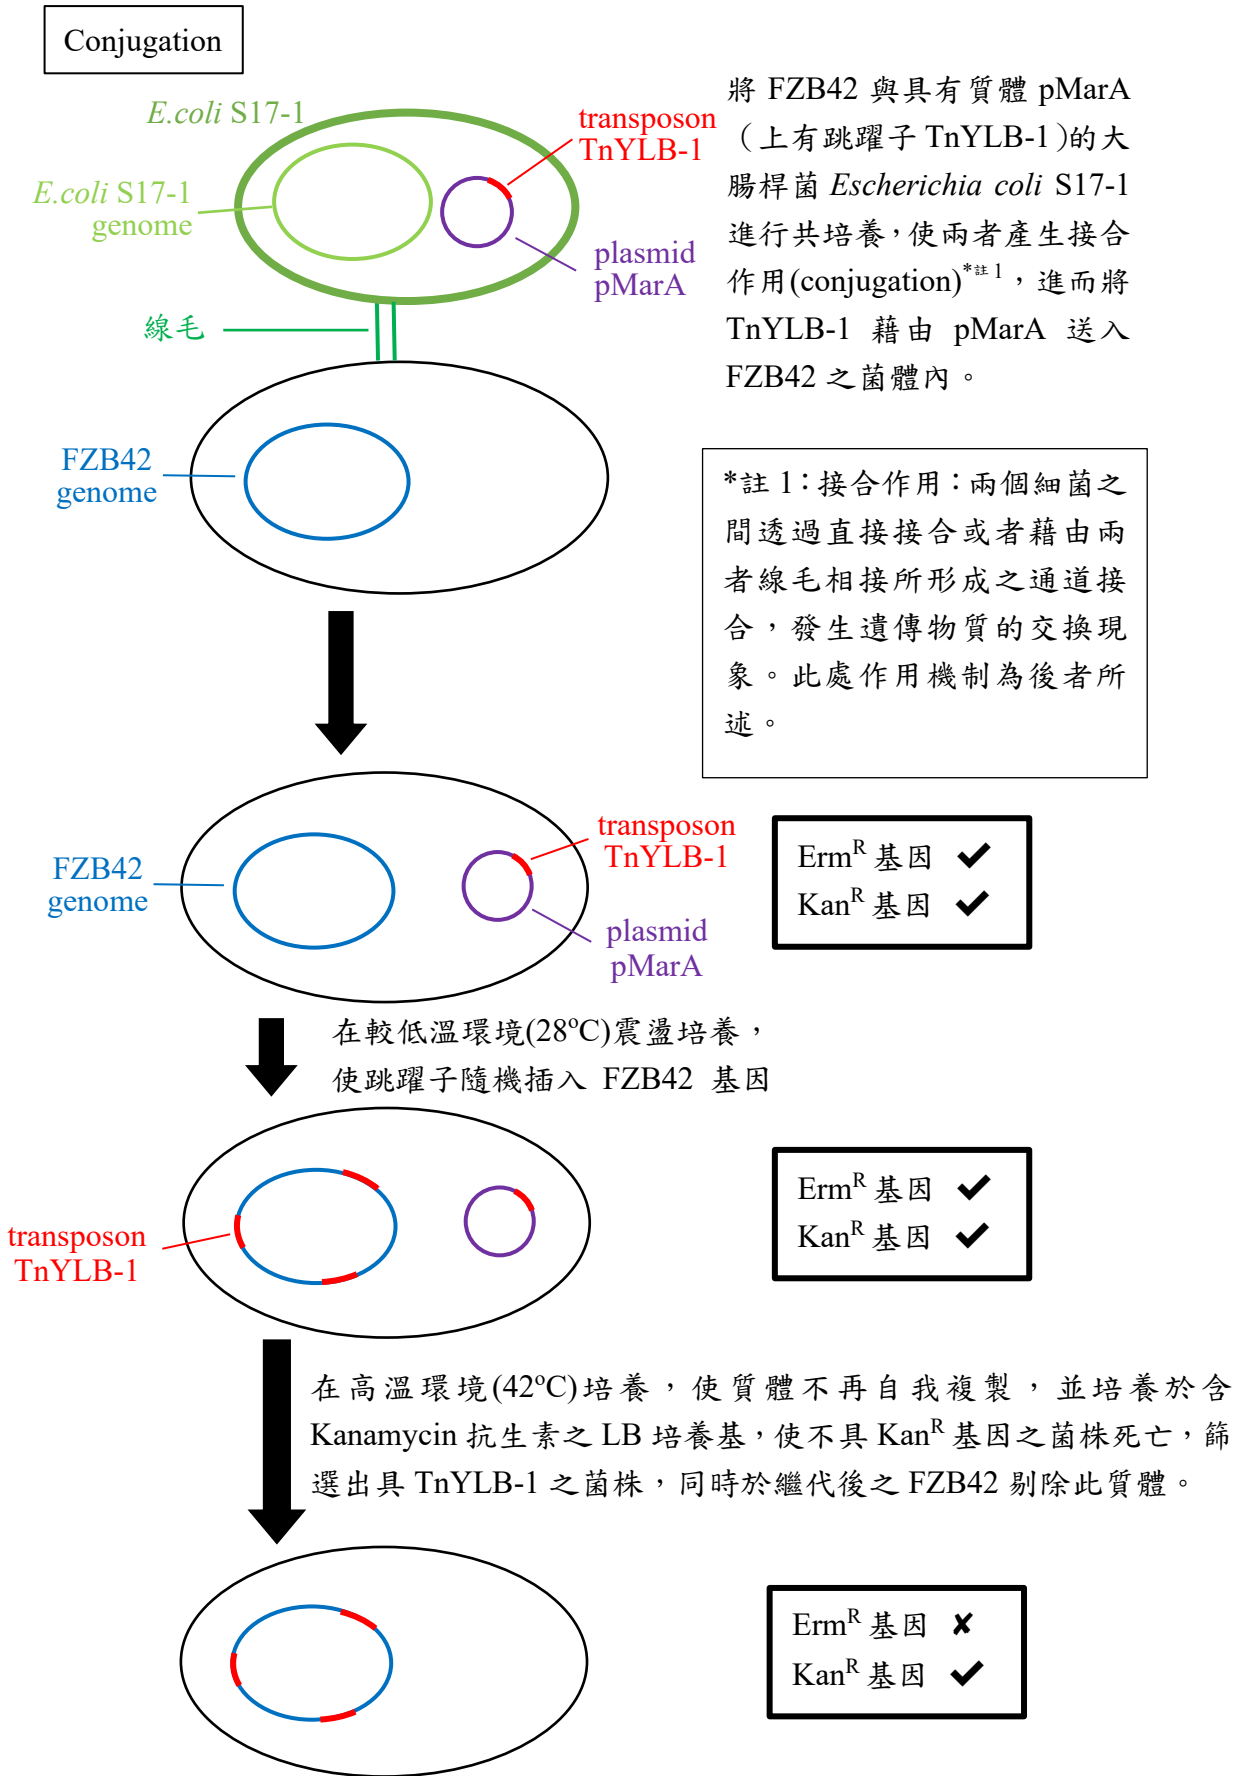 Conjugation
E.coli S17-1
transposon
TnYLB-1
E.coli S17-1
genome
plasmid
pMarA
線毛
FZB42
genome
將 FZB42 與具有質體 pMarA
（上有跳躍子 TnYLB-1）的大
腸桿菌 Escherichia coli S17-1
進行共培養，使兩者產生接合
作用(conjugation)*註 1，進而將
TnYLB-1 藉由 pMarA 送入
FZB42 之菌體內。
*註 1：接合作用：兩個細菌之
間透過直接接合或者藉由兩
者線毛相接所形成之通道接
合，發生遺傳物質的交換現
象。此處作用機制為後者所
述。
FZB42
genome
transposon
TnYLB-1
plasmid
pMarA
ErmR 基因 ✔
KanR 基因 ✔
在較低溫環境(28ºC)震盪培養，
使跳躍子隨機插入 FZB42 基因
transposon
TnYLB-1
ErmR 基因 ✔
KanR 基因 ✔
在高溫環境(42ºC)培養，使質體不再自我複製，並培養於含
Kanamycin 抗生素之 LB 培養基，使不具 KanR 基因之菌株死亡，篩
選出具 TnYLB-1 之菌株，同時於繼代後之 FZB42 剔除此質體。
ErmR 基因 ✘
KanR 基因 ✔